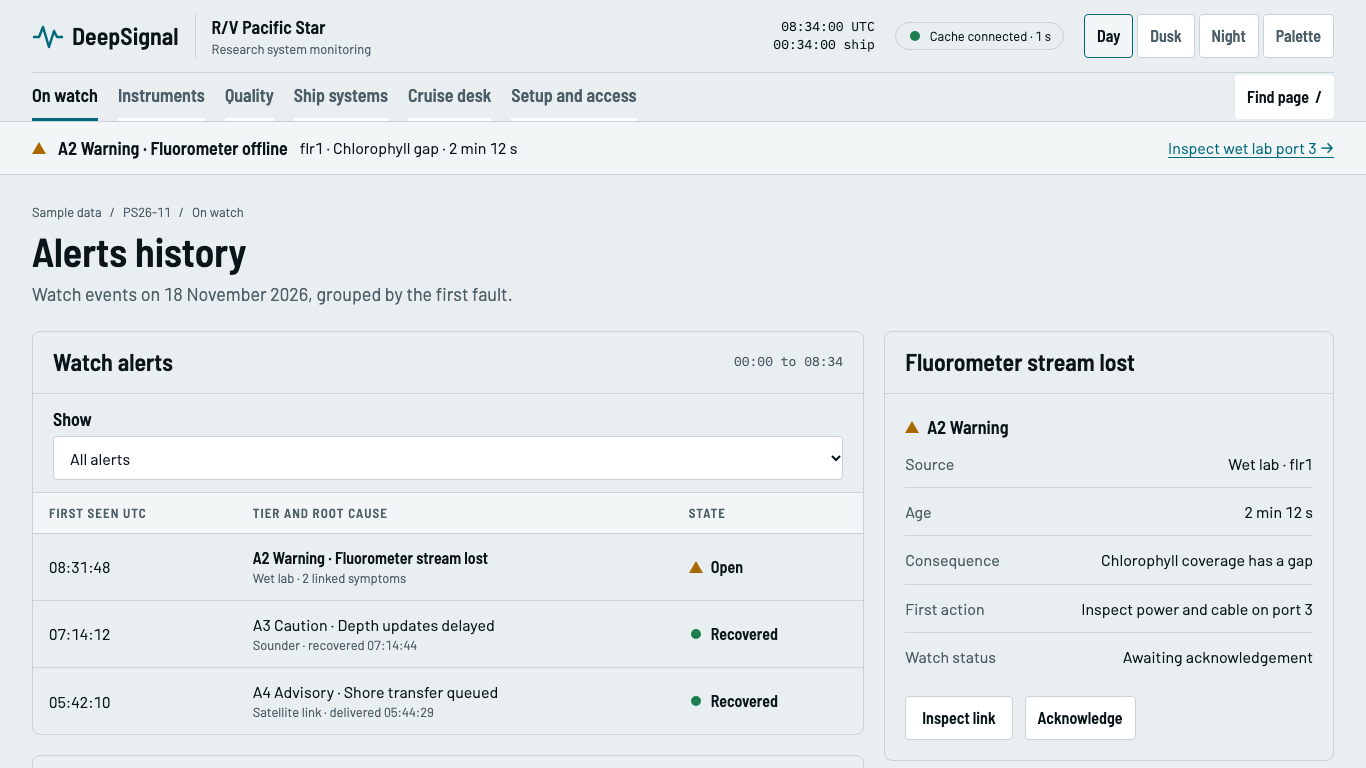 DeepSignal
R/V Pacific Star
Research system monitoring
08:34:00 UTC
00:34:00 ship
Cache connected · 1 s
Day
Dusk
Night
Palette
On watch
Instruments
Quality
Ship systems
Cruise desk
Setup and access
Find page /
A2 Warning · Fluorometer offline
flr1 · Chlorophyll gap · 2 min 12 s
Inspect wet lab port 3 →
Sample data / PS26-11 / On watch
Alerts history
Watch events on 18 November 2026, grouped by the first fault.
Watch alerts
00:00 to 08:34
Show
All alerts
FIRST SEEN UTC
TIER AND ROOT CAUSE
STATE
08:31:48
A2 Warning · Fluorometer stream lost
Wet lab · 2 linked symptoms
Open
07:14:12
A3 Caution · Depth updates delayed
Sounder · recovered 07:14:44
Recovered
05:42:10
A4 Advisory · Shore transfer queued
Satellite link · delivered 05:44:29
Recovered
Fluorometer stream lost
A2 Warning
Source
Wet lab · flr1
Age
2 min 12 s
Consequence
Chlorophyll coverage has a gap
First action
Inspect power and cable on port 3
Watch status
Awaiting acknowledgement
Inspect link
Acknowledge